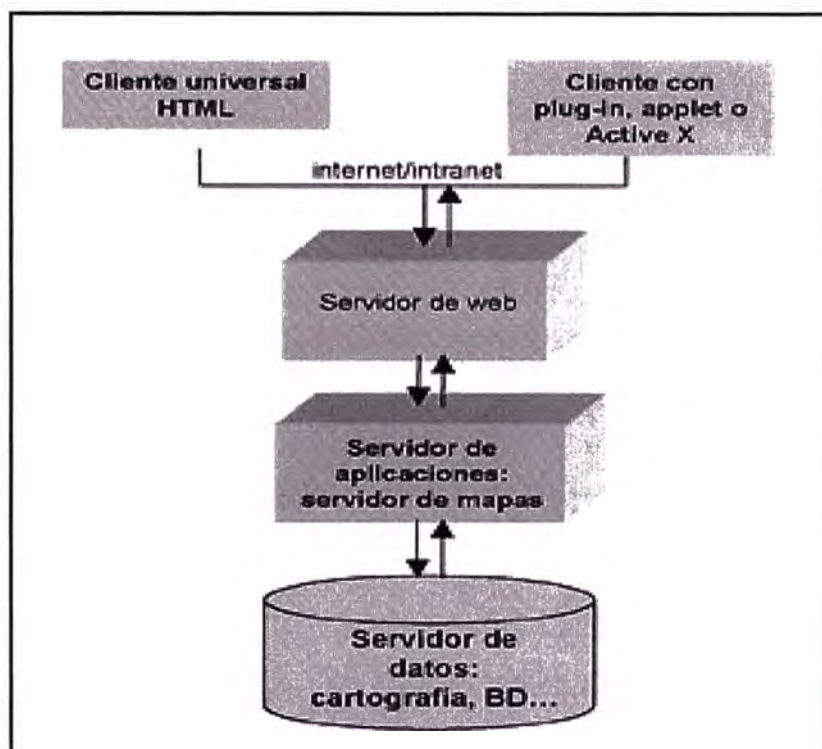 Cliente universal
HTML
Cliente con
plug-in, applet o
Active X
internet/intranet
Servidor de web
Servidor de
aplicaciones:
servidor de mapas
Servidor de
datos:
cartografia, BD...